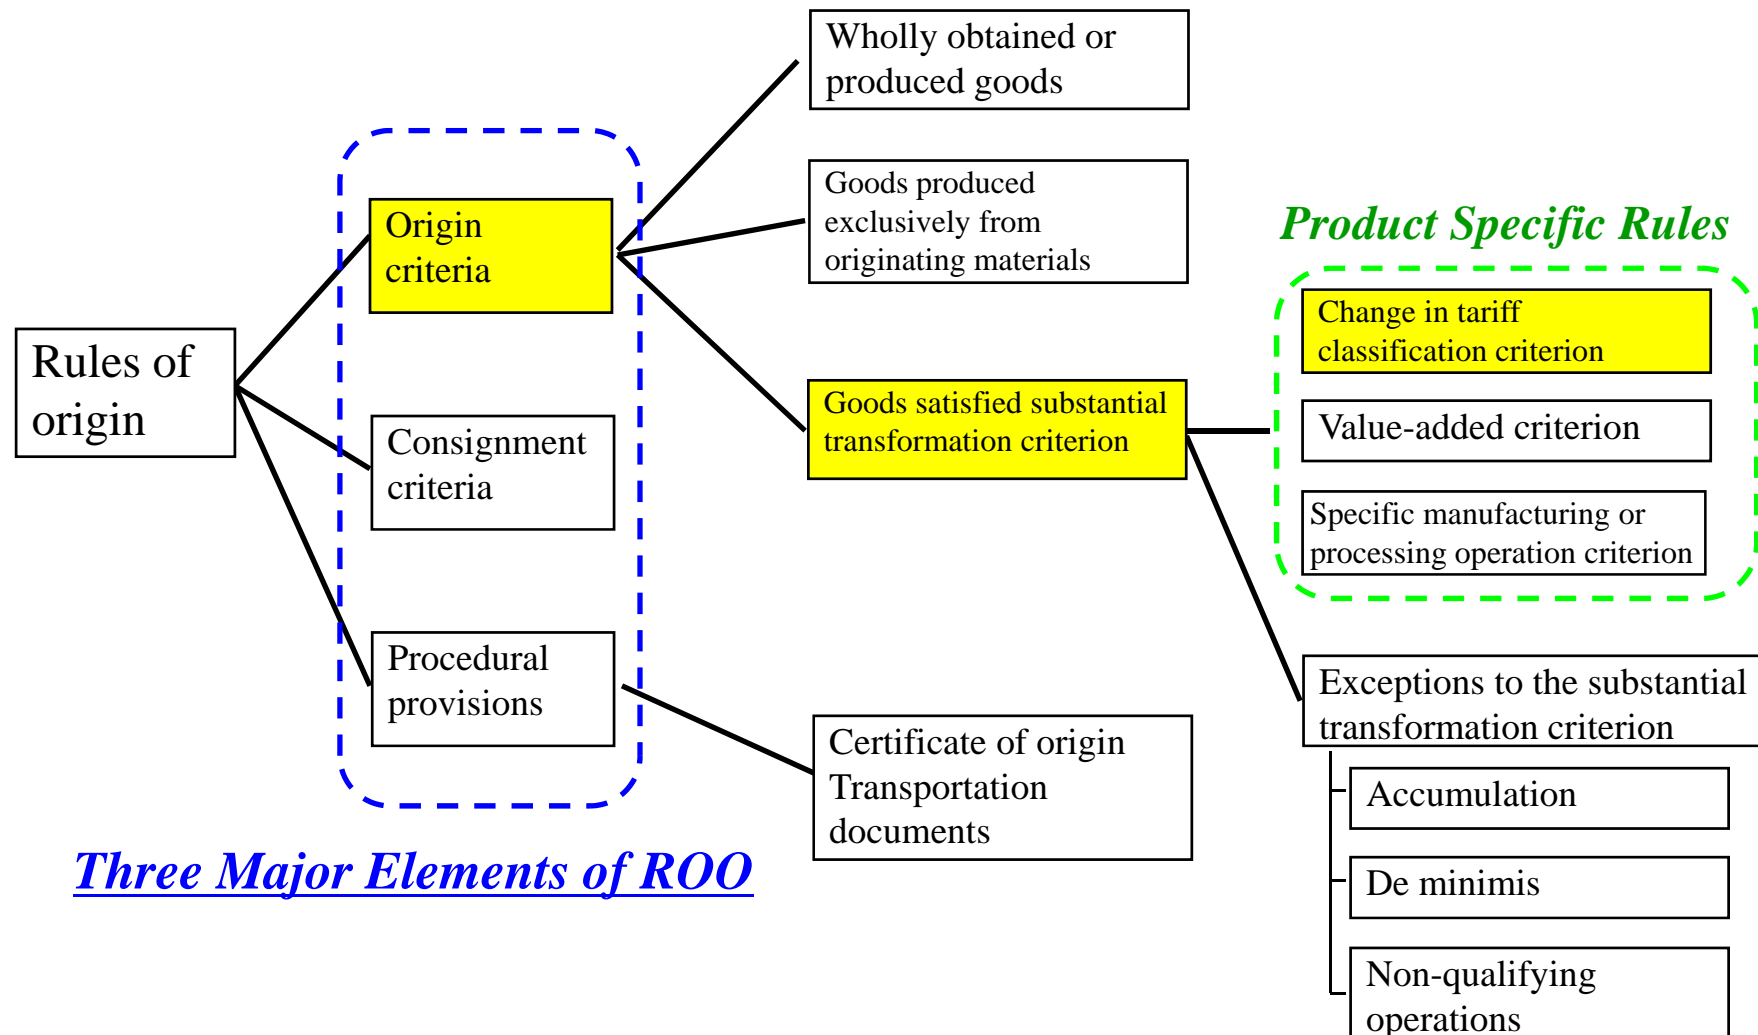 Rules of
origin
Origin
criteria
Consignment
criteria
Procedural
provisions
Three Major Elements of ROO
Wholly obtained or
produced goods
Goods produced
exclusively from
originating materials
Goods satisfied substantial
transformation criterion
Certificate of origin
Transportation
documents
Product Specific Rules
Change in tariff
classification criterion
Value-added criterion
Specific manufacturing or
processing operation criterion
Exceptions to the substantial
transformation criterion
Accumulation
De minimis
Non-qualifying
operations